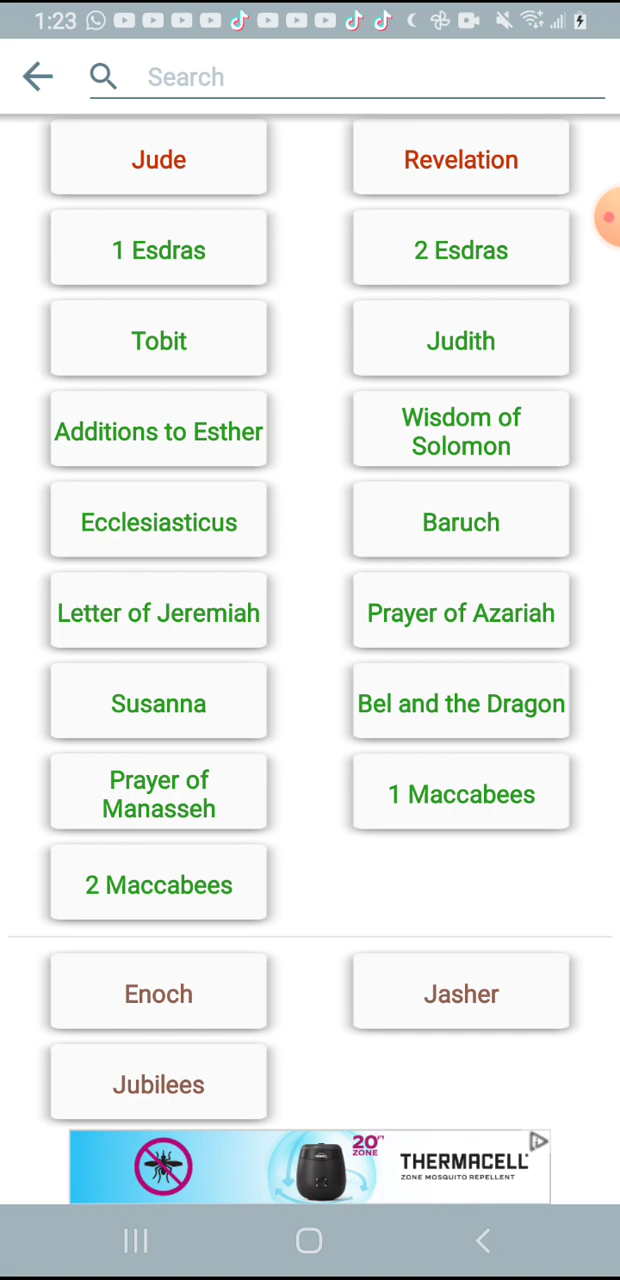 1:23
Search
Jude
Revelation
1 Esdras
2 Esdras
Tobit
Judith
Additions to Esther
Wisdom of
Solomon
Ecclesiasticus
Baruch
Letter of Jeremiah
Prayer of Azariah
Susanna
Bel and the Dragon
Prayer of
Manasseh
1 Maccabees
2 Maccabees
Enoch
Jasher
Jubilees
20FT
ZONE
THERMACELL
ZONE MOSQUITO REPELLENT